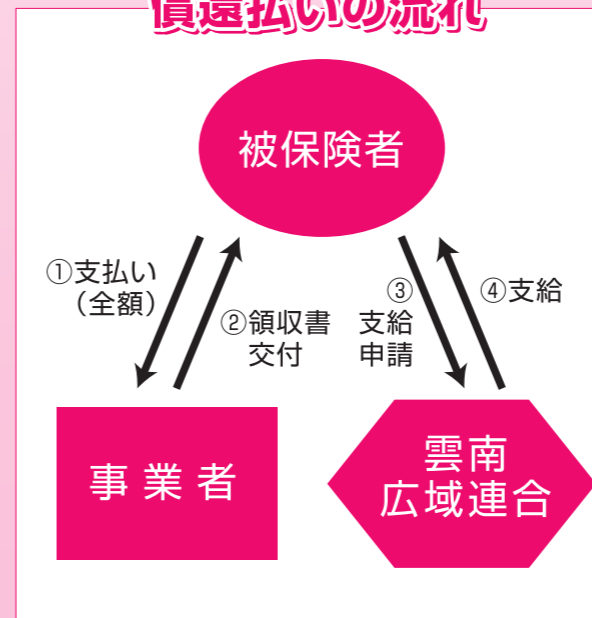 償還払いの流れ
被保険者
①支払い
（全額）
②領収書
交付
③
支給
申請
④支給
事業者
雲南
広域連合